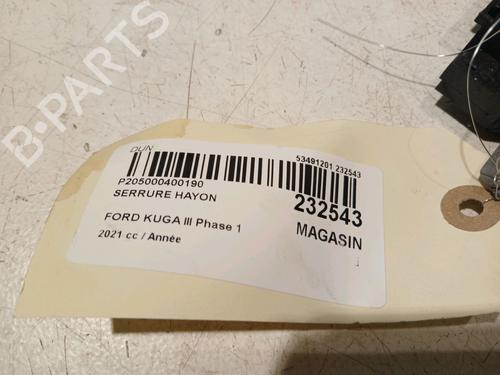 B-PARTS
DUN
53491201 232543
P205000400190
SERRURE HAYON
232543
FORD KUGA III Phase 1
MAGASIN
2021 cc / Année